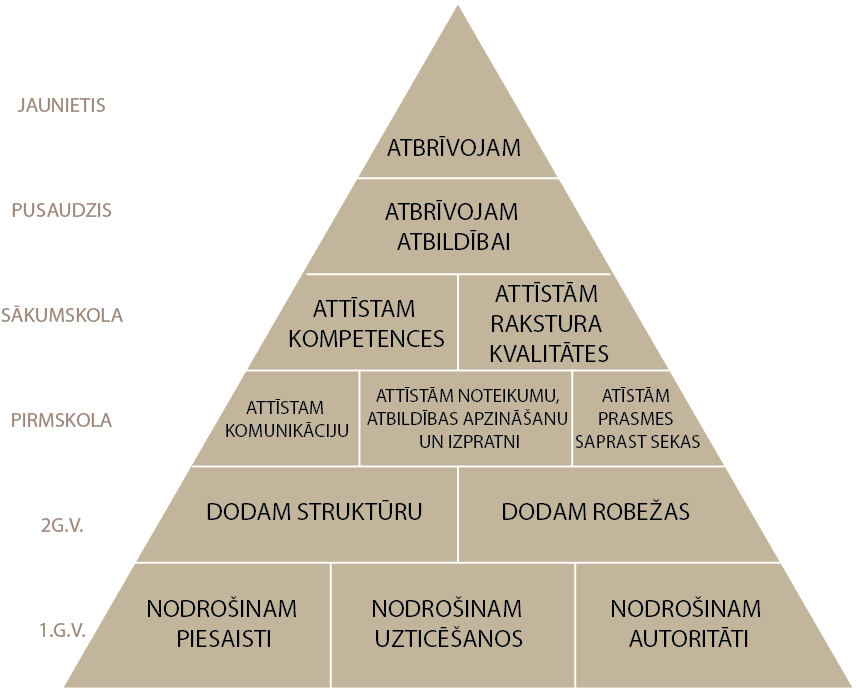 JAUNIETIS
ATBRĪVOJAM
PUSAUDZIS
ATBRĪVOJAM
ATBILDĪBAI
SĀKUMSKOLA
ATTĪSTAM
KOMPETENCES
ATTĪSTĀM
RAKSTURA
KVALITĀTES
PIRMSKOLA
ATTĪSTAM
KOMUNIKĀCIJU
ATTĪSTĀM NOTEIKUMU,
ATBILDĪBAS APZINĀŠANU
UN IZPRATNI
ATĪSTĀM
PRASMES
SAPRAST SEKAS
2G.V.
DODAM STRUKTŪRU
DODAM ROBEŽAS
1.G.V.
NODROŠINAM
PIESAISTI
NODROŠINAM
UZTICĒŠANOS
NODROŠINAM
AUTORITĀTI